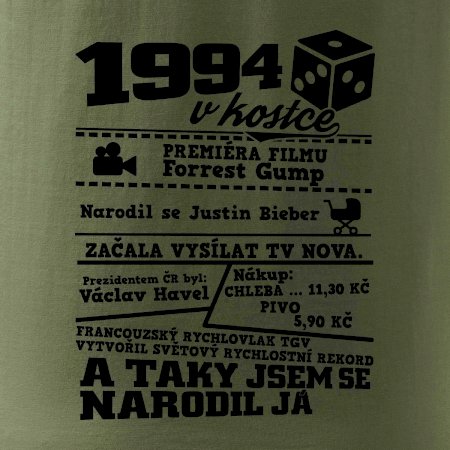 1994
v kostce
PREMIÉRA FILMU
Forrest Gump
Narodil se Justin Bieber
ZAČALA VYSÍLAT TV NOVA.
Prezidentem ČR byl:
Václav Havel
Nákup:
CHLEBA ... 11,30 KČ
PIVO
5,90 KČ
FRANCOUZSKÝ RYCHLOVLAK TGV
VYTVOŘIL SVĚTOVÝ RYCHLOSTNÍ REKORD
A TAKY JSEM SE
NARODIL JÁ